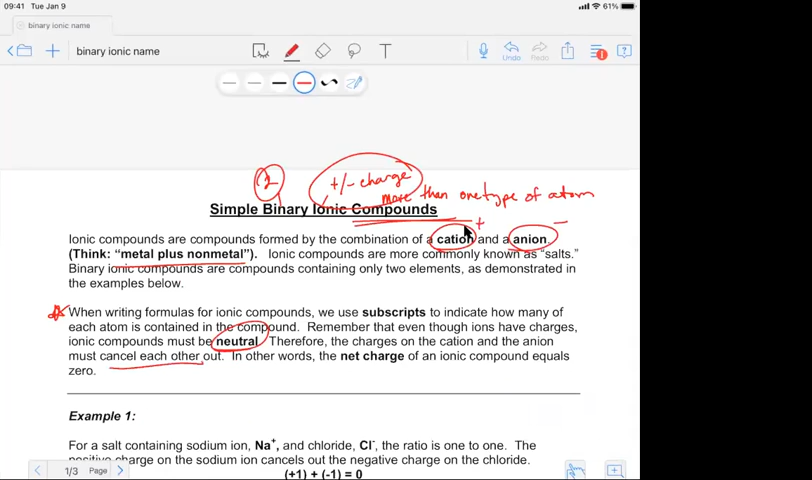 09:41 Tue Jan 9
61%
binary ionic name
binary ionic name
T
Undo
Redo
?
2
+/- charge
more than one type of atom
Simple Binary Ionic Compounds
+ −
Ionic compounds are compounds formed by the combination of a cation and a anion.
(Think: “metal plus nonmetal”). Ionic compounds are more commonly known as “salts.”
Binary ionic compounds are compounds containing only two elements, as demonstrated in
the examples below.
When writing formulas for ionic compounds, we use subscripts to indicate how many of
each atom is contained in the compound. Remember that even though ions have charges,
ionic compounds must be neutral. Therefore, the charges on the cation and the anion
must cancel each other out. In other words, the net charge of an ionic compound equals
zero.
Example 1:
For a salt containing sodium ion, Na⁺, and chloride, Cl⁻, the ratio is one to one. The
positive charge on the sodium ion cancels out the negative charge on the chloride.
(+1) + (-1) = 0
1/3 Page